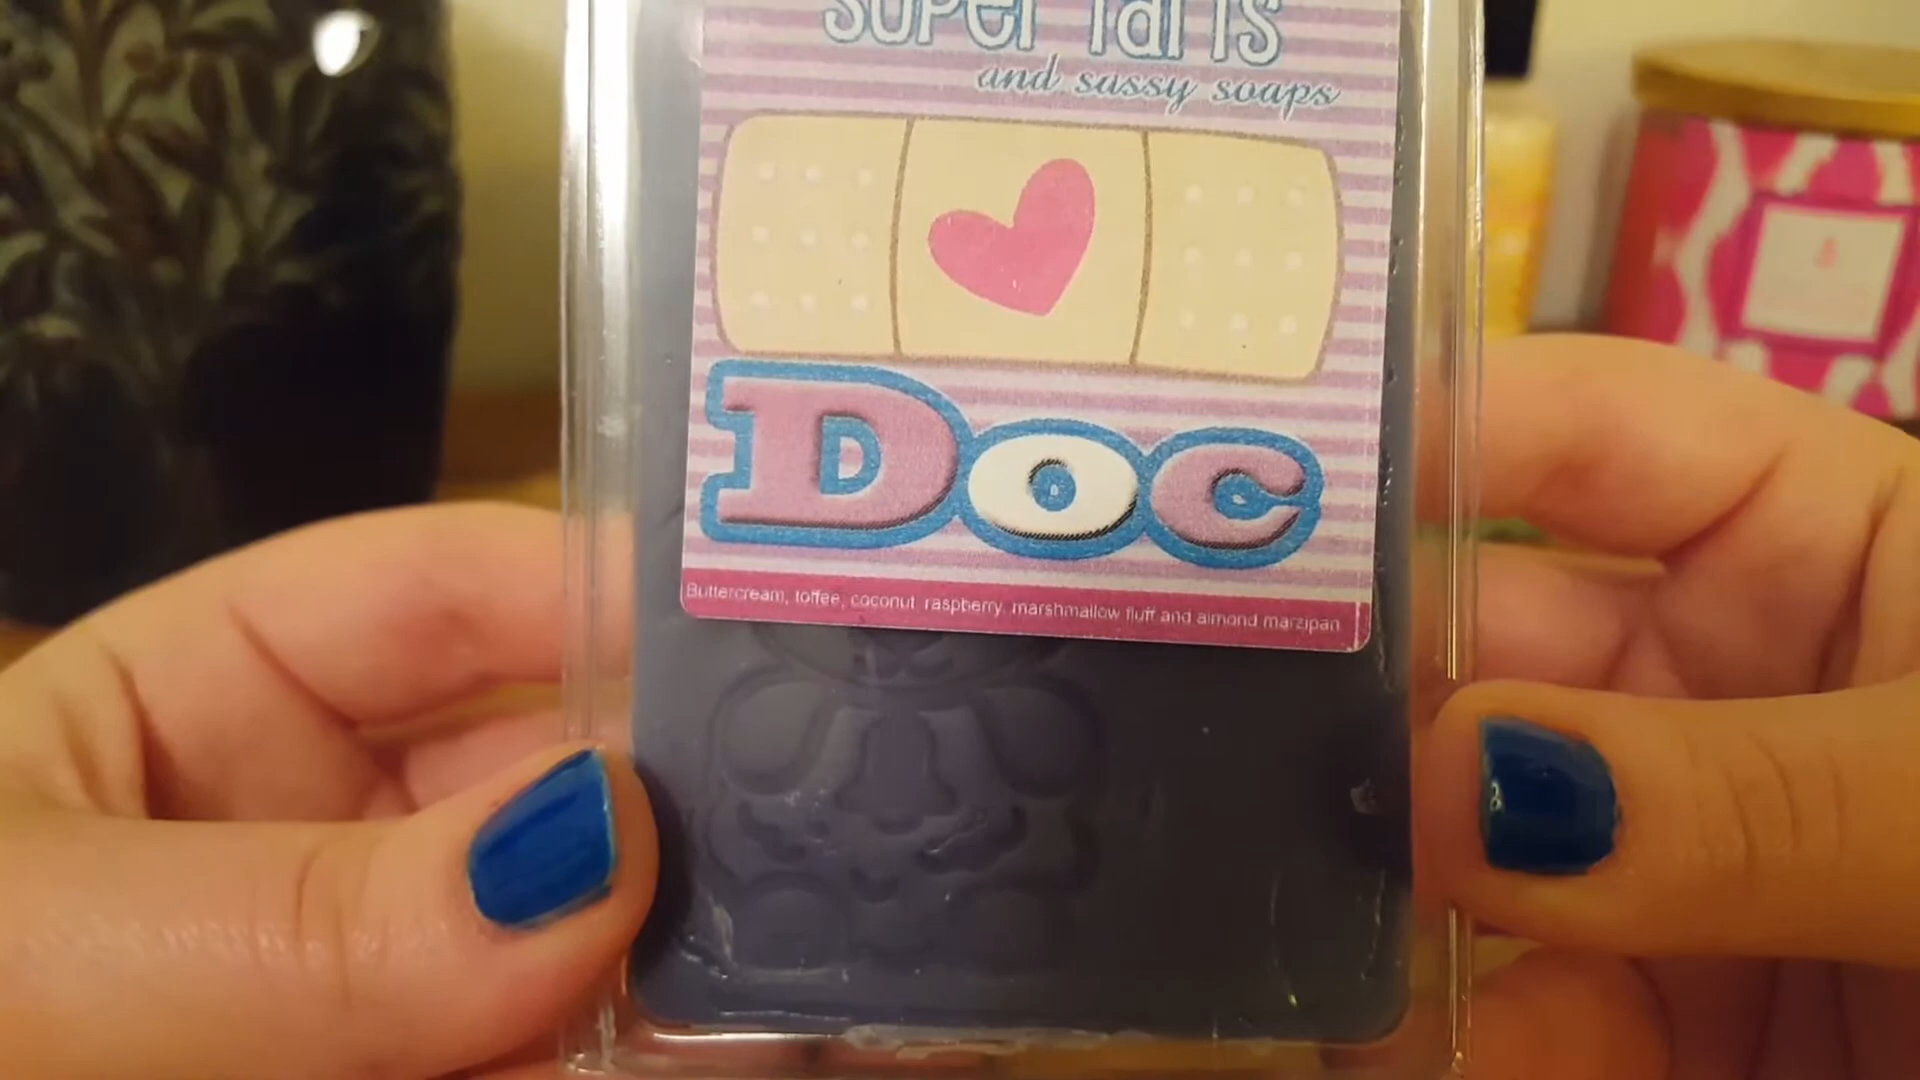 Super Tarts
and sassy soaps
Doc
Buttercream, toffee, coconut, raspberry, marshmallow fluff and almond marzipan